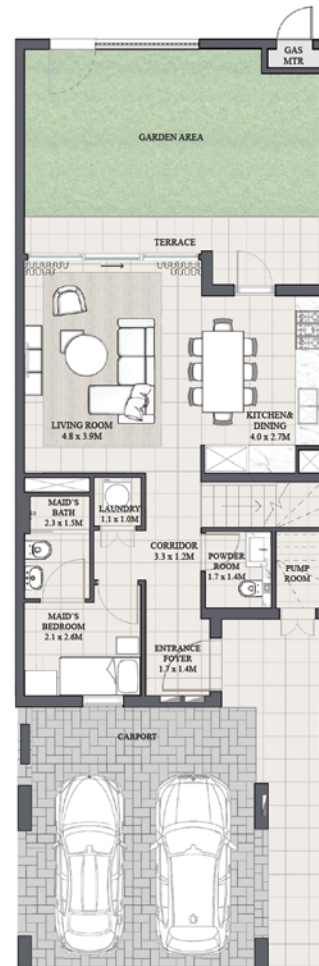 GAS
MTR
GARDEN AREA
TERRACE
LIVING ROOM
4.8 x 3.9M
KITCHEN&
DINING
4.0 x 2.7M
MAID'S
BATH
2.3 x 1.5M
LAUNDRY
1.1 x 1.0M
CORRIDOR
3.3 x 1.2M
POWDER
ROOM
1.7 x 1.4M
PUMP
ROOM
MAID'S
BEDROOM
2.1 x 2.6M
ENTRANCE
FOYER
1.7 x 1.4M
CARPORT